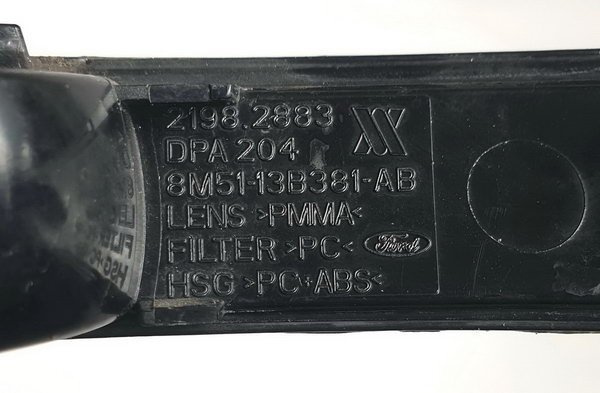 2198.2883
DPA 204
8M51-13B381-AB
LENS >PMMA<
FILTER >PC< Ford
HSG >PC+ABS<